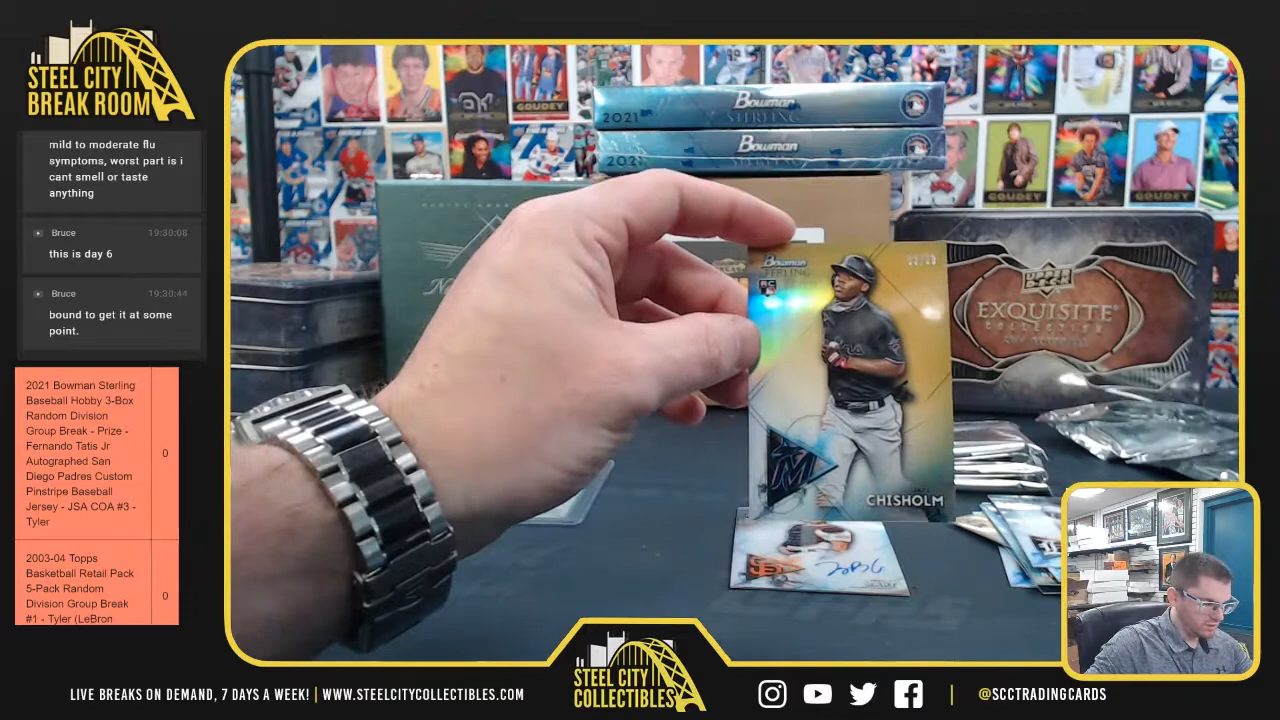 STEEL CITY
BREAK ROOM
mild to moderate flu
symptoms, worst part is i
cant smell or taste
anything
Bruce 19:30:08
this is day 6
Bruce 19:30:44
bound to get it at some
point.
2021 Bowman Sterling
Baseball Hobby 3-Box
Random Division
Group Break - Prize -
Fernando Tatis Jr
Autographed San
Diego Padres Custom
Pinstripe Baseball
Jersey - JSA COA #3 -
Tyler
0
2003-04 Topps
Basketball Retail Pack
5-Pack Random
Division Group Break
#1 - Tyler (LeBron
0
GOUDEY
2021 Bowman STERLING
2021 Bowman
GOUDEY
GOUDEY
UPPER DECK
EXQUISITE
COLLECTION
Bowman
STERLING
RC
M
CHISHOLM
STEEL CITY
COLLECTIBLES
LIVE BREAKS ON DEMAND, 7 DAYS A WEEK! | WWW.STEELCITYCOLLECTIBLES.COM
| @SCCTRADINGCARDS